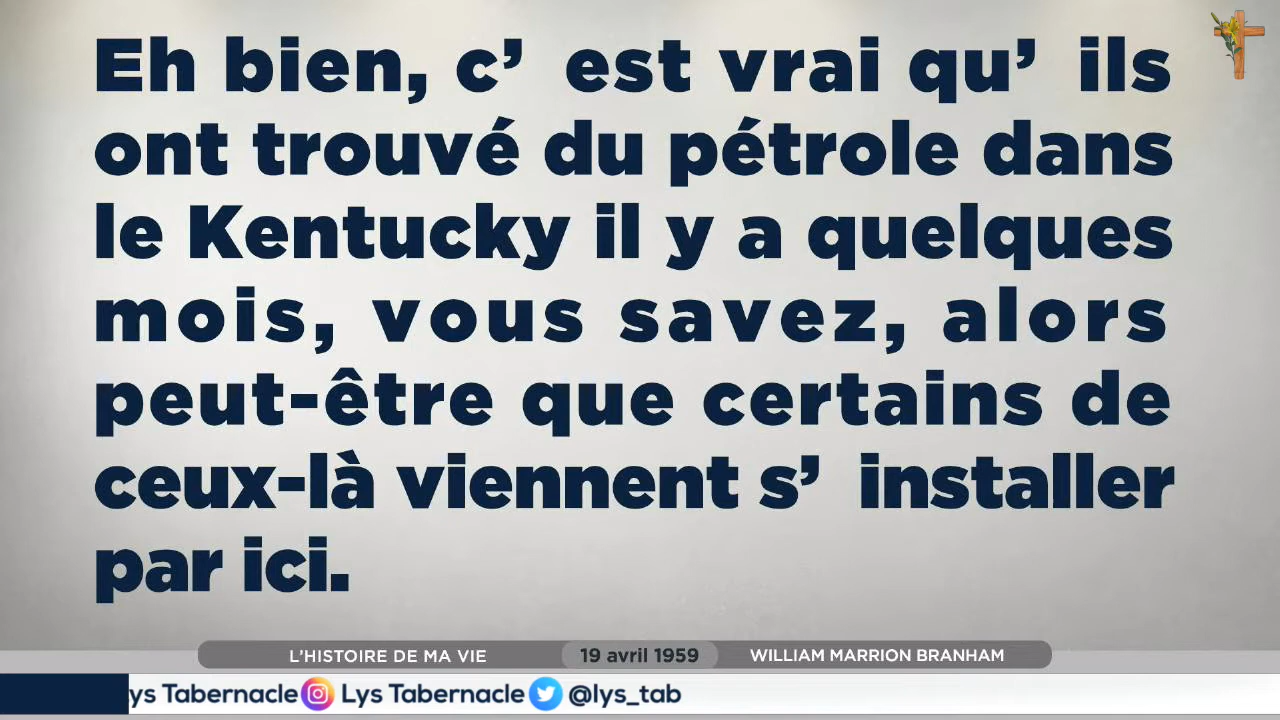 Eh bien, c’ est vrai qu’ ils
ont trouvé du pétrole dans
le Kentucky il y a quelques
mois, vous savez, alors
peut-être que certains de
ceux-là viennent s’ installer
par ici.
L’HISTOIRE DE MA VIE 19 avril 1959 WILLIAM MARRION BRANHAM
ys Tabernacle Lys Tabernacle @lys_tab